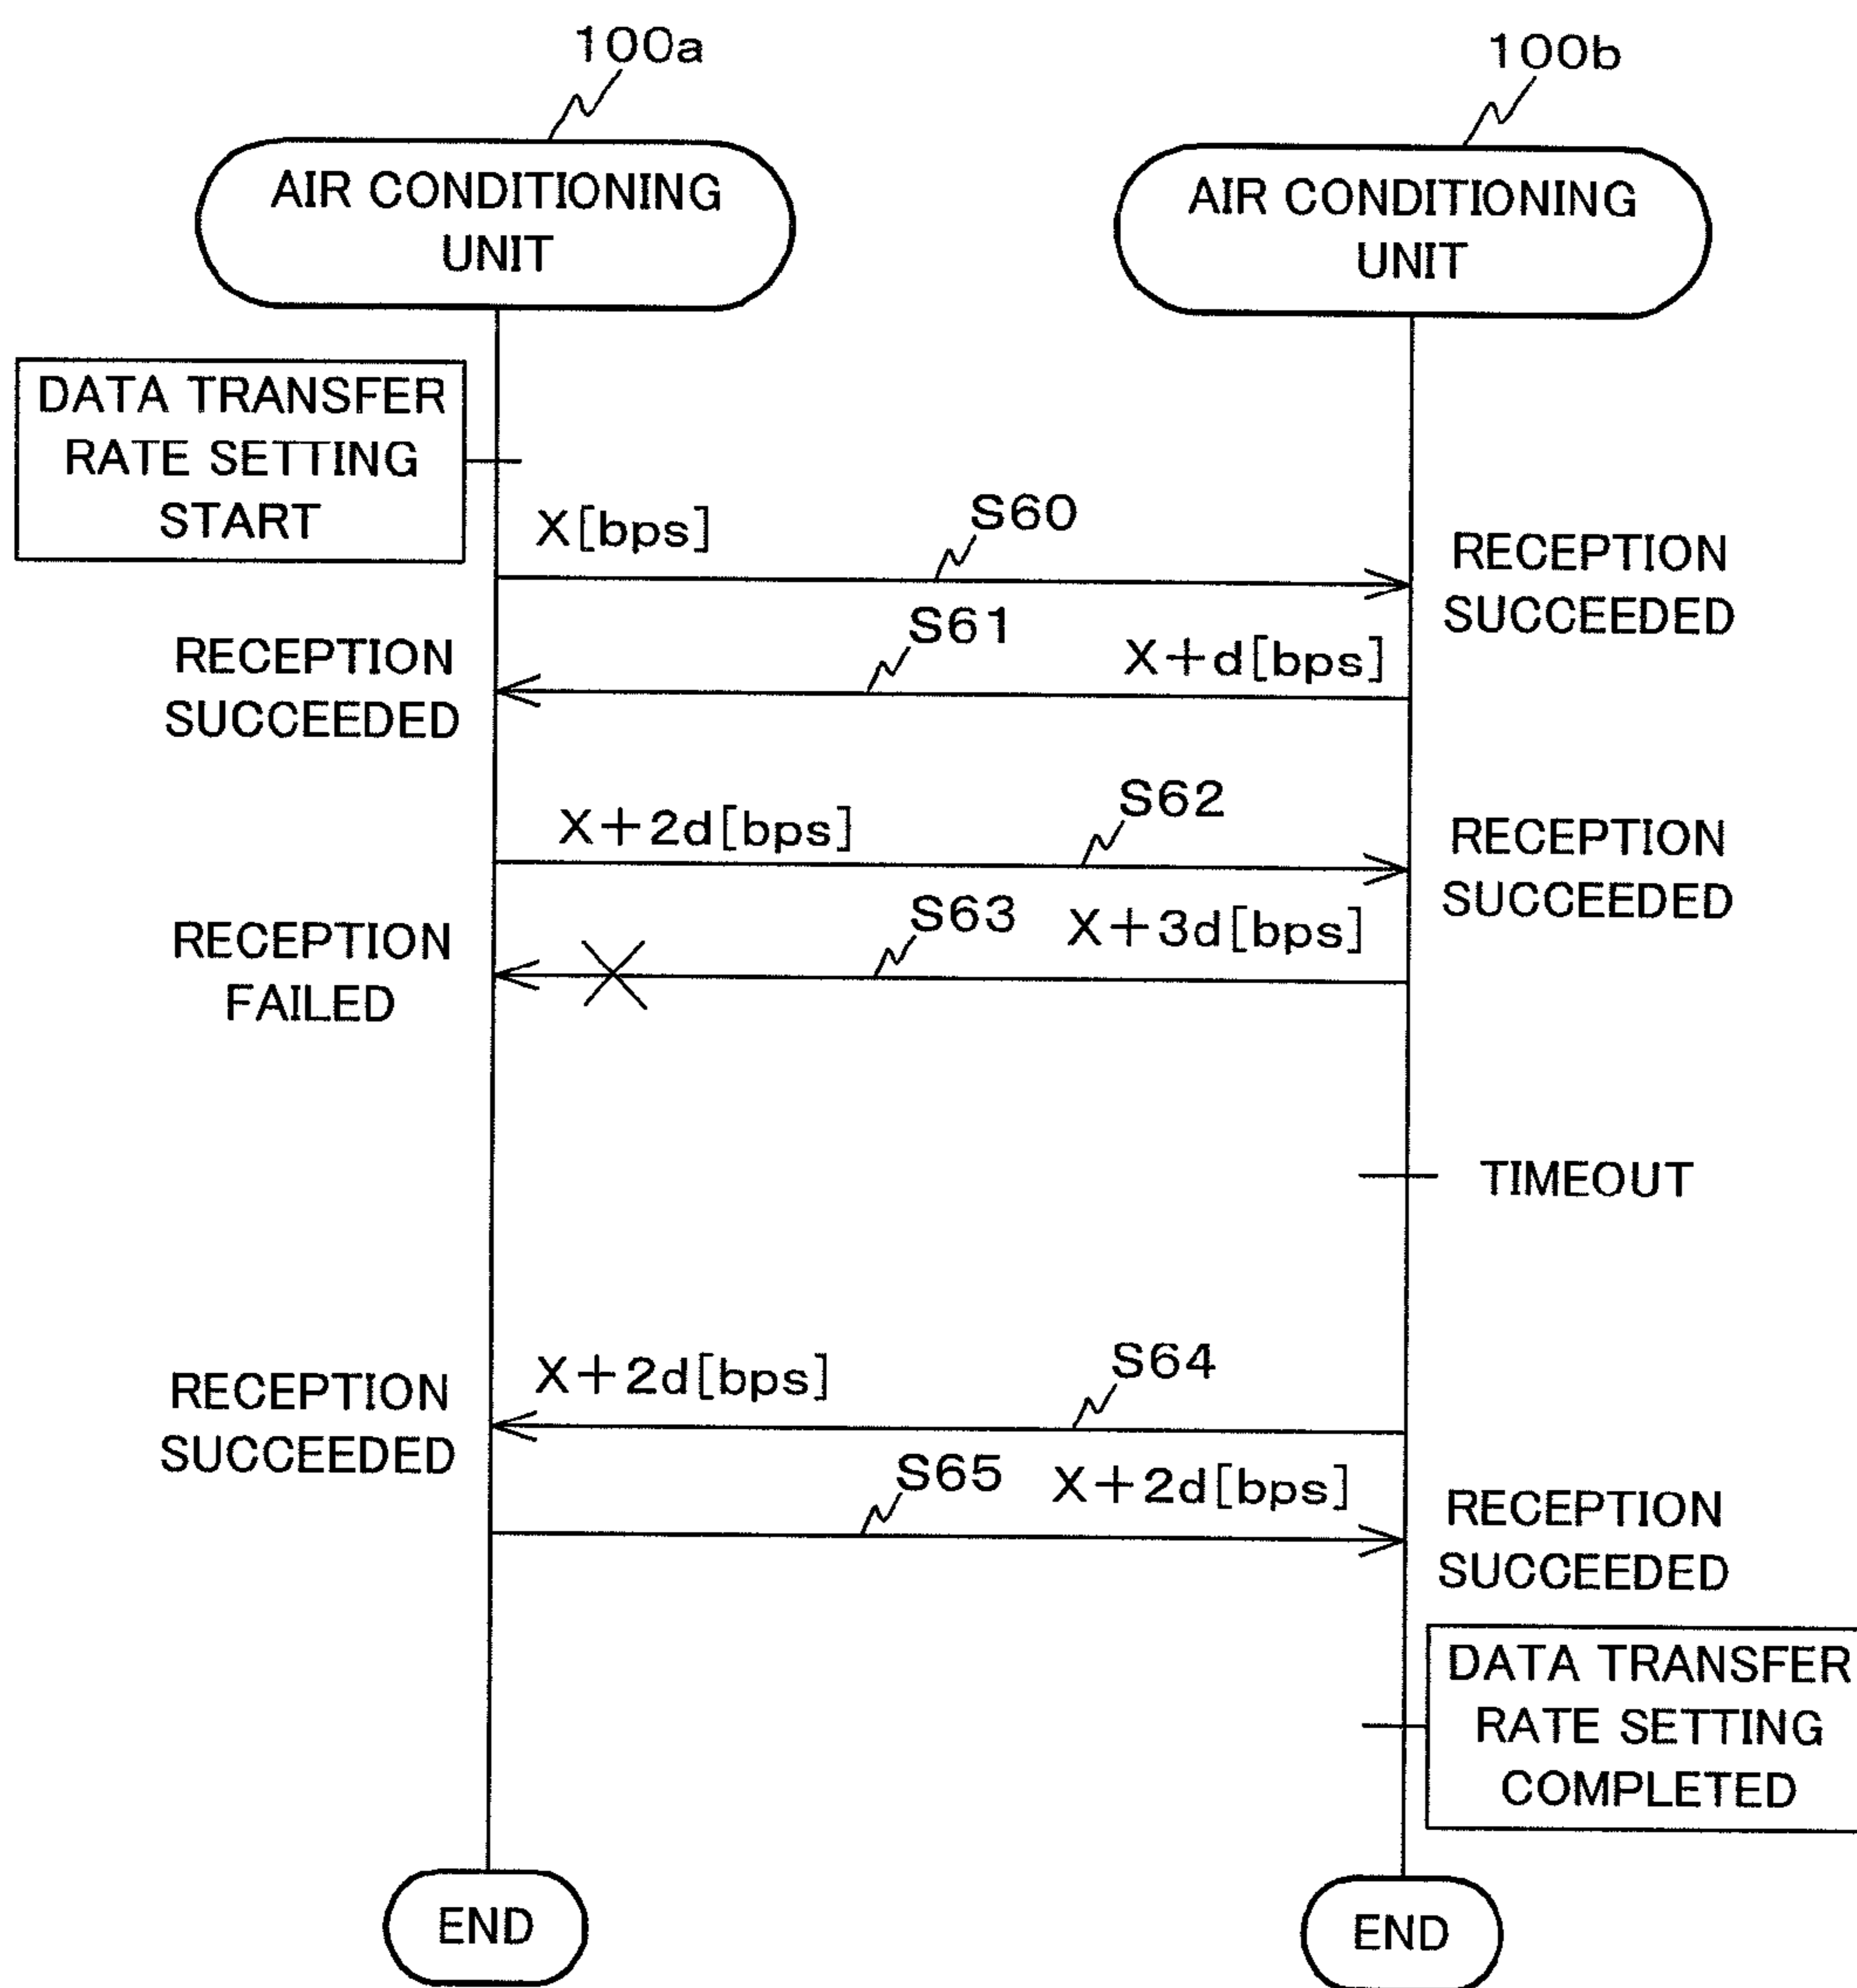 100a
100b
AIR CONDITIONING
UNIT
AIR CONDITIONING
UNIT
DATA TRANSFER
RATE SETTING
START
X[bps]
S60
RECEPTION
SUCCEEDED
S61
X+d[bps]
RECEPTION
SUCCEEDED
X+2d[bps]
S62
RECEPTION
SUCCEEDED
S63
X+3d[bps]
RECEPTION
FAILED
TIMEOUT
X+2d[bps]
S64
RECEPTION
SUCCEEDED
S65
X+2d[bps]
RECEPTION
SUCCEEDED
DATA TRANSFER
RATE SETTING
COMPLETED
END
END